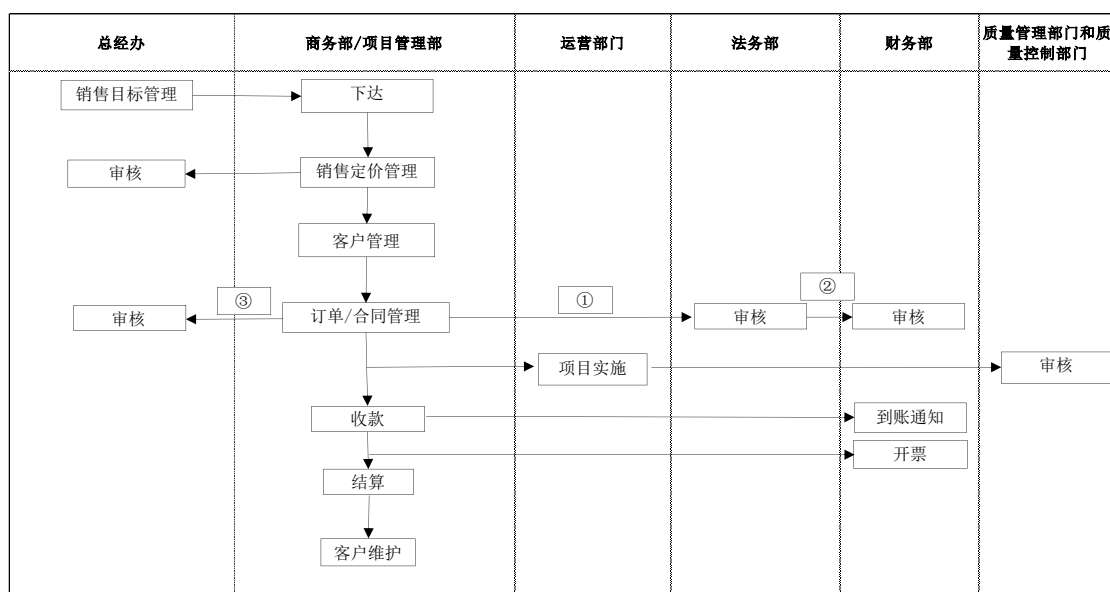 总经办
商务部/项目管理部
运营部门
法务部
财务部
质量管理部门和质
量控制部门
销售目标管理
下达
审核
销售定价管理
客户管理
③
①
②
审核
订单/合同管理
审核
审核
项目实施
审核
收款
到账通知
开票
结算
客户维护